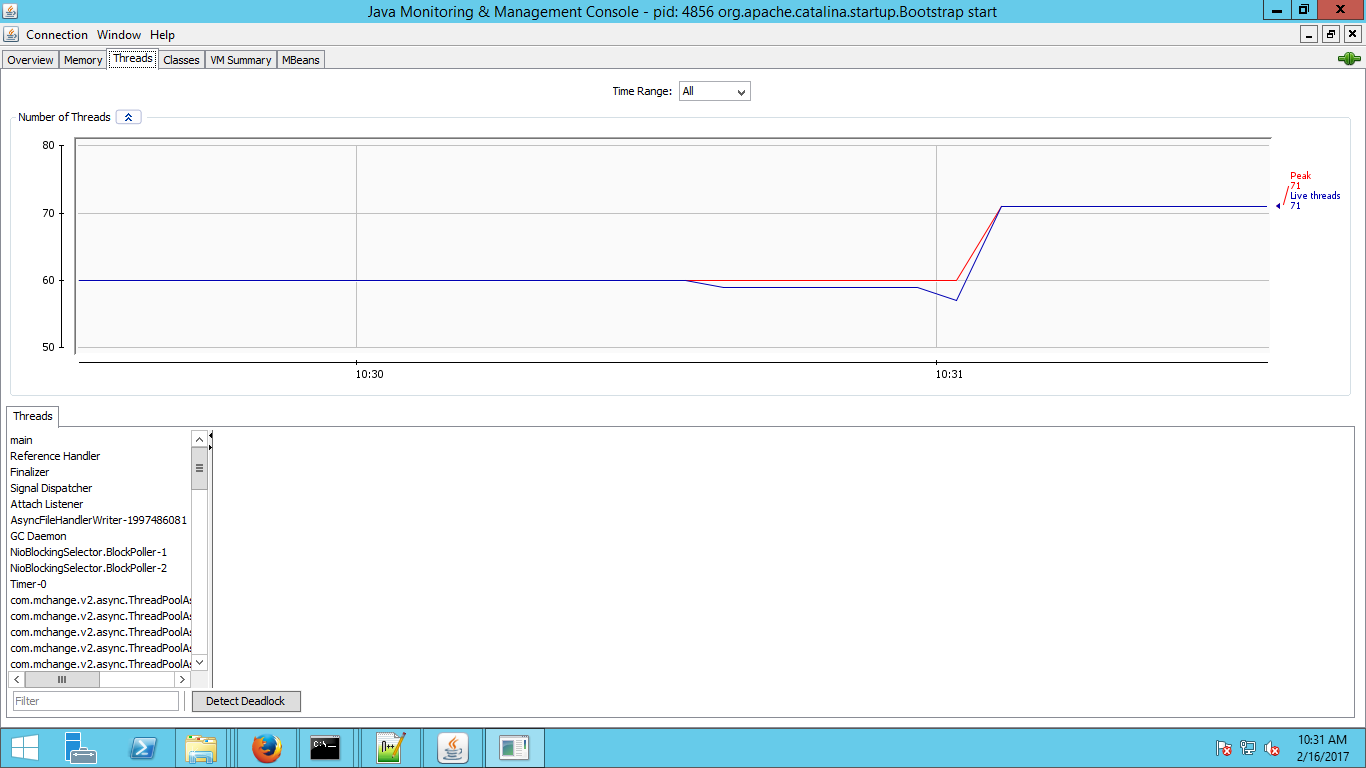 Java Monitoring & Management Console - pid: 4856 org.apache.catalina.startup.Bootstrap start
Connection Window Help
Overview Memory Threads Classes VM Summary MBeans
Time Range: All
Number of Threads
80
70
60
50
10:30 10:31
Peak
71
Live threads
71
Threads
main
Reference Handler
Finalizer
Signal Dispatcher
Attach Listener
AsyncFileHandlerWriter-1997486081
GC Daemon
NioBlockingSelector.BlockPoller-1
NioBlockingSelector.BlockPoller-2
Timer-0
com.mchange.v2.async.ThreadPoolAs
com.mchange.v2.async.ThreadPoolAs
com.mchange.v2.async.ThreadPoolAs
com.mchange.v2.async.ThreadPoolAs
com.mchange.v2.async.ThreadPoolAs
Filter Detect Deadlock
C:\_
10:31 AM
2/16/2017